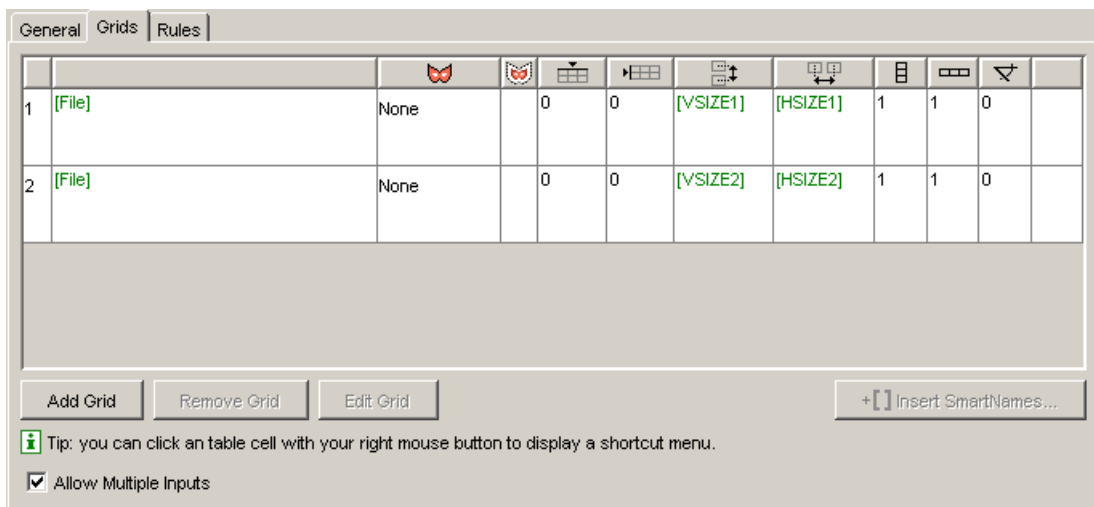 General Grids Rules
1 [File] None 0 0 [VSIZE1] [HSIZE1] 1 1 0
2 [File] None 0 0 [VSIZE2] [HSIZE2] 1 1 0
Add Grid Remove Grid Edit Grid +[] Insert SmartNames...
i Tip: you can click an table cell with your right mouse button to display a shortcut menu.
Allow Multiple Inputs